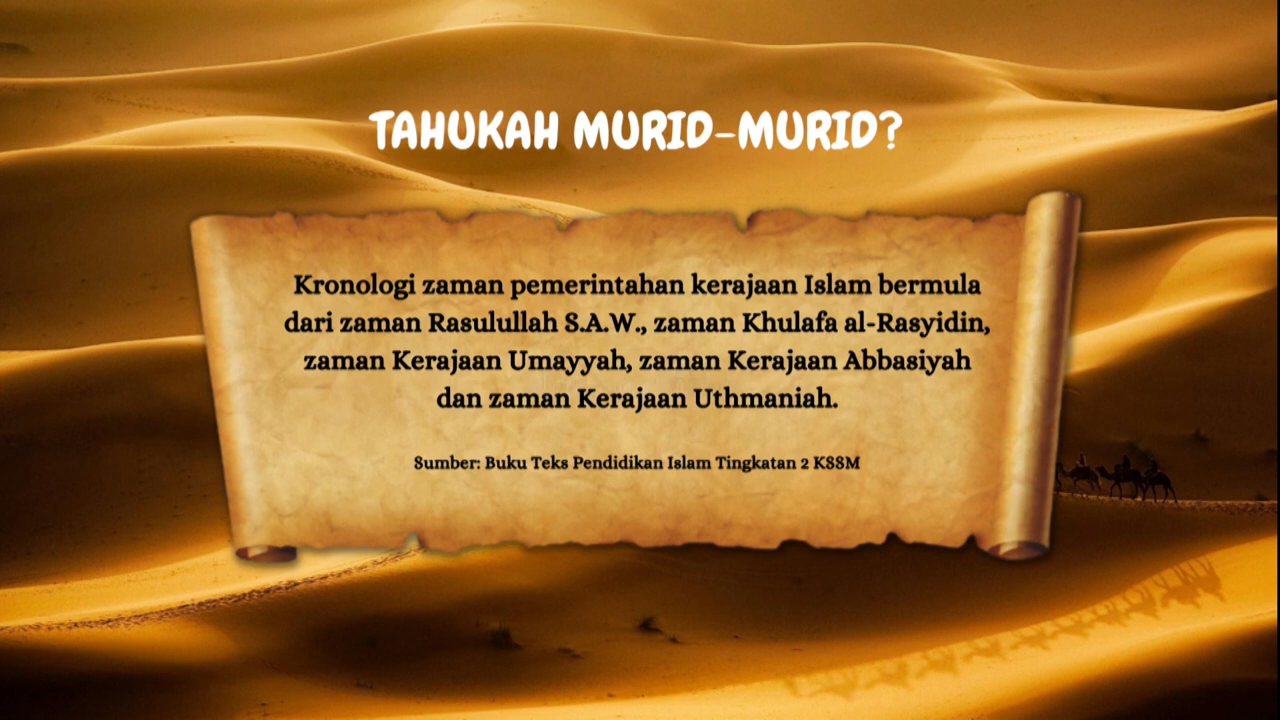 TAHUKAH MURID-MURID?
Kronologi zaman pemerintahan kerajaan Islam bermula
dari zaman Rasulullah S.A.W., zaman Khulafa al-Rasyidin,
zaman Kerajaan Umayyah, zaman Kerajaan Abbasiyah
dan zaman Kerajaan Uthmaniah.
Sumber: Buku Teks Pendidikan Islam Tingkatan 2 KSSM